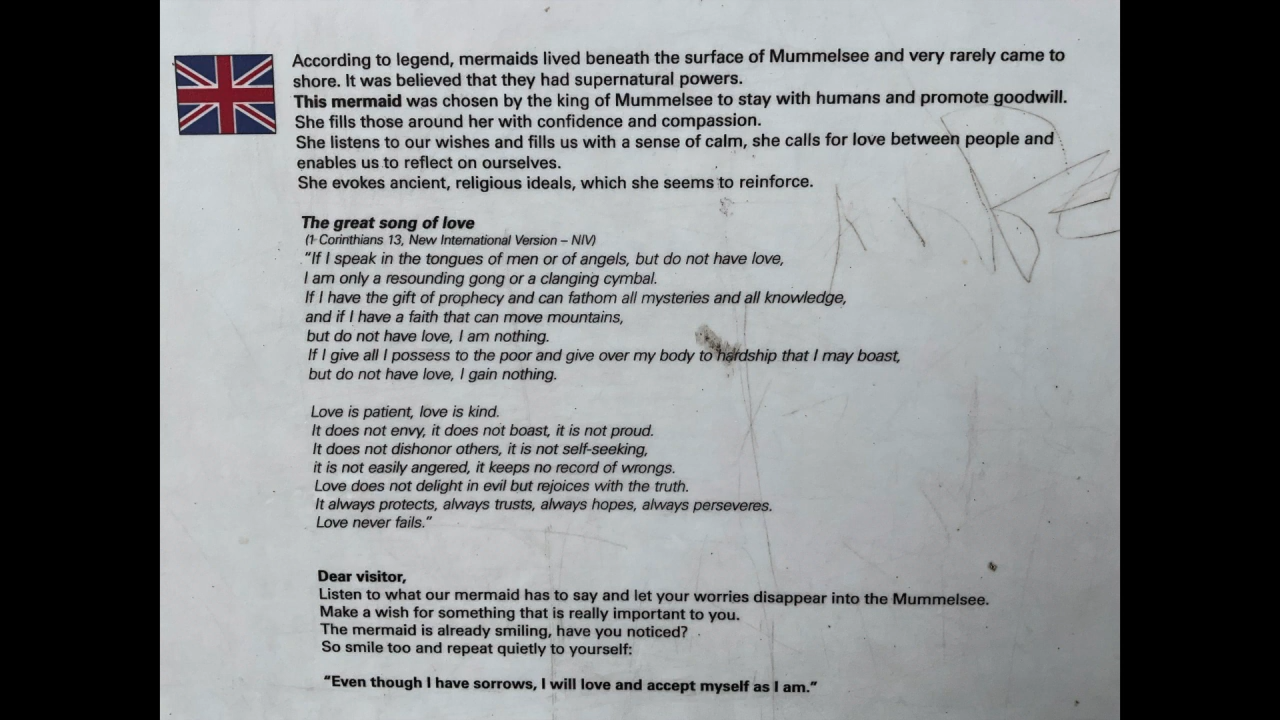 According to legend, mermaids lived beneath the surface of Mummelsee and very rarely came to
shore. It was believed that they had supernatural powers.
This mermaid was chosen by the king of Mummelsee to stay with humans and promote goodwill.
She fills those around her with confidence and compassion.
She listens to our wishes and fills us with a sense of calm, she calls for love between people and
enables us to reflect on ourselves.
She evokes ancient, religious ideals, which she seems to reinforce.
The great song of love
(1 Corinthians 13, New International Version – NIV)
"If I speak in the tongues of men or of angels, but do not have love,
I am only a resounding gong or a clanging cymbal.
If I have the gift of prophecy and can fathom all mysteries and all knowledge,
and if I have a faith that can move mountains,
but do not have love, I am nothing.
If I give all I possess to the poor and give over my body to hardship that I may boast,
but do not have love, I gain nothing.
Love is patient, love is kind.
It does not envy, it does not boast, it is not proud.
It does not dishonor others, it is not self-seeking,
it is not easily angered, it keeps no record of wrongs.
Love does not delight in evil but rejoices with the truth.
It always protects, always trusts, always hopes, always perseveres.
Love never fails."
Dear visitor,
Listen to what our mermaid has to say and let your worries disappear into the Mummelsee.
Make a wish for something that is really important to you.
The mermaid is already smiling, have you noticed?
So smile too and repeat quietly to yourself:
"Even though I have sorrows, I will love and accept myself as I am."